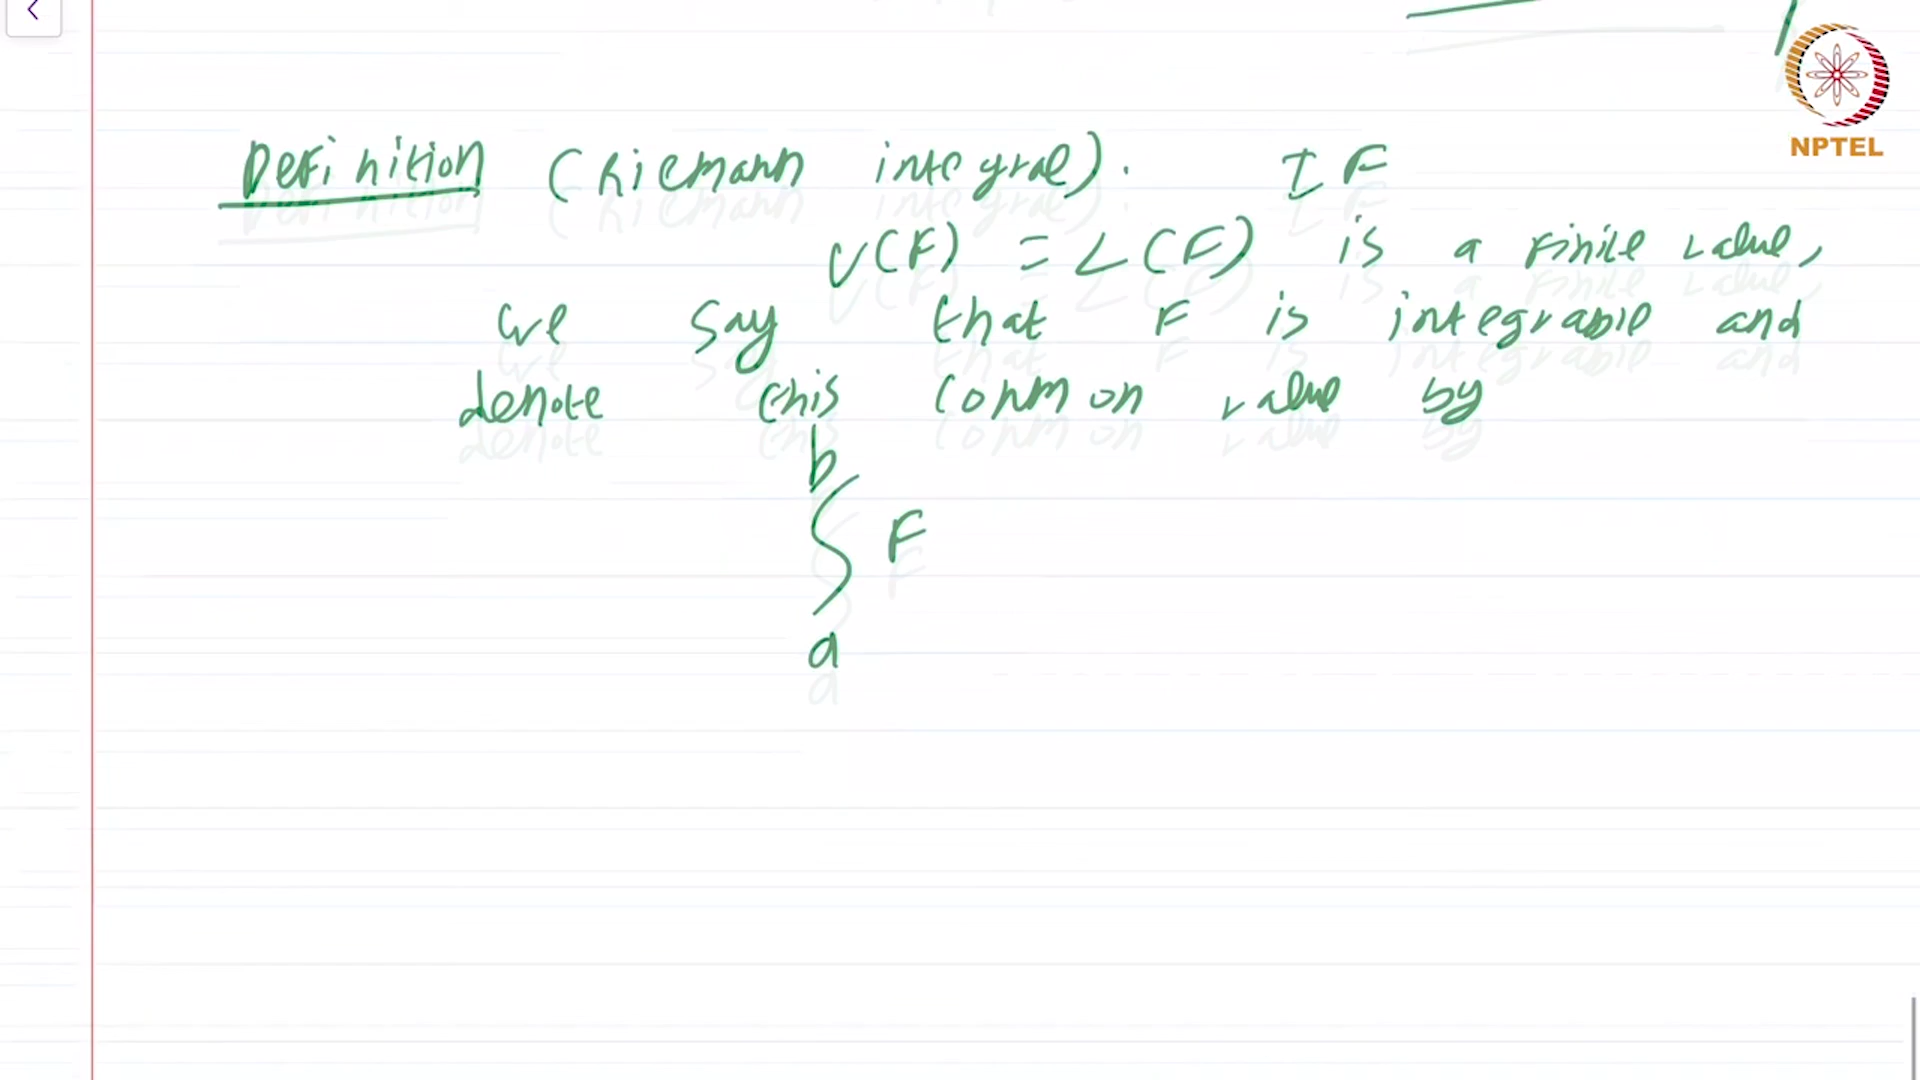 Definition (Riemann integral). IF
U(F) = L(F) is a finite value,
we say that F is integrable and
denote this common value by
b
∫ F
a
NPTEL